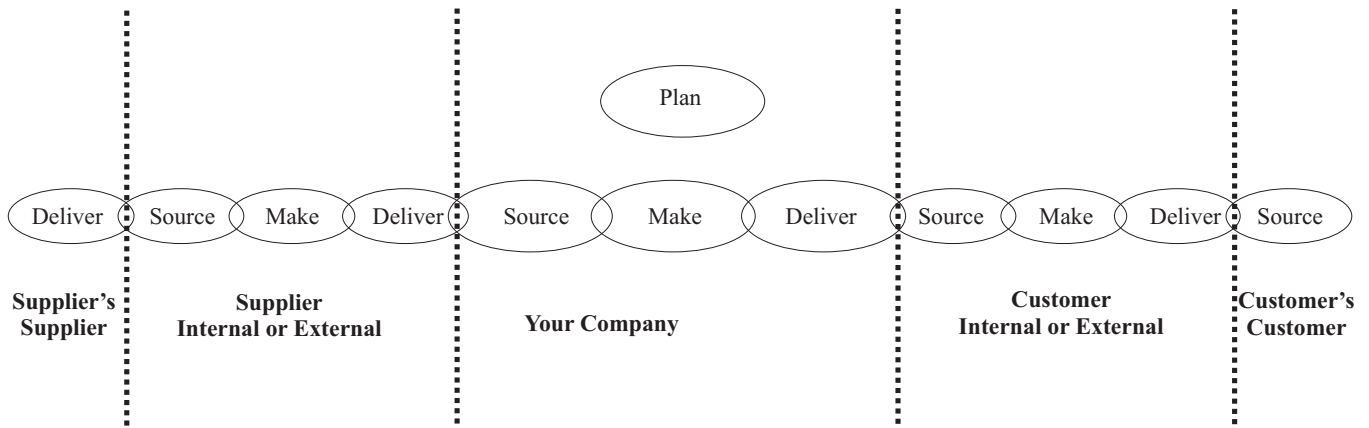 Plan
Deliver Source Make Deliver Source Make Deliver Source Make Deliver Source
Supplier’s
Supplier
Supplier
Internal or External
Your Company
Customer
Internal or External
Customer’s
Customer